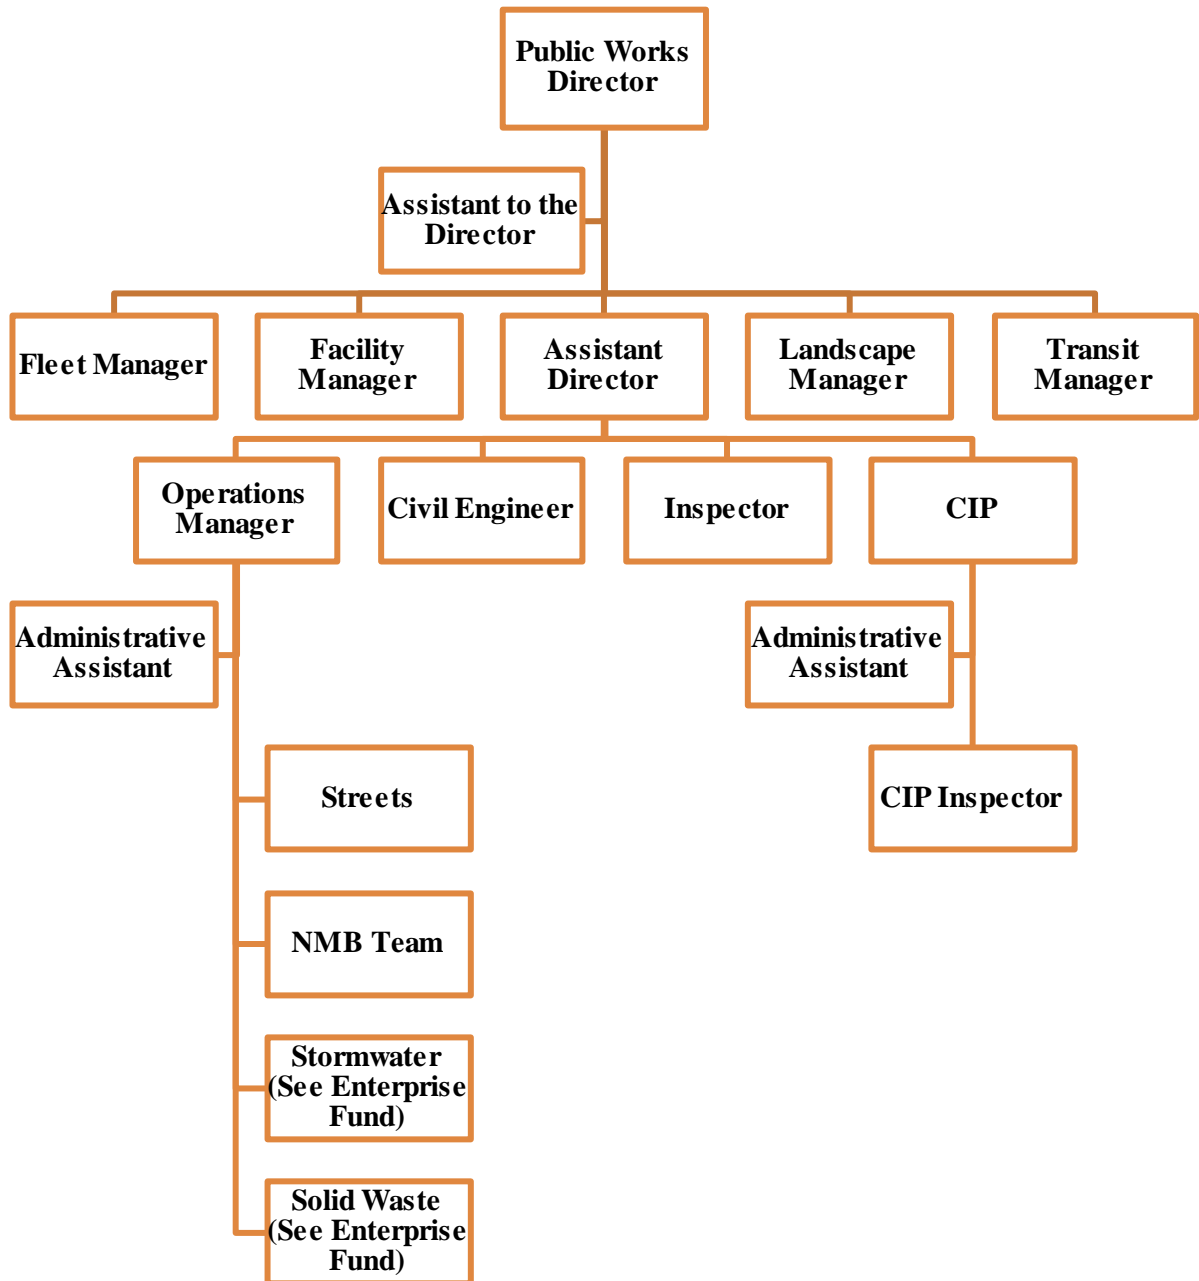 Public Works
Director
Assistant to the
Director
Fleet Manager
Facility
Manager
Assistant
Director
Landscape
Manager
Transit
Manager
Operations
Manager
Civil Engineer
Inspector
CIP
Administrative
Assistant
Administrative
Assistant
Streets
CIP Inspector
NMB Team
Stormwater
(See Enterprise
Fund)
Solid Waste
(See Enterprise
Fund)